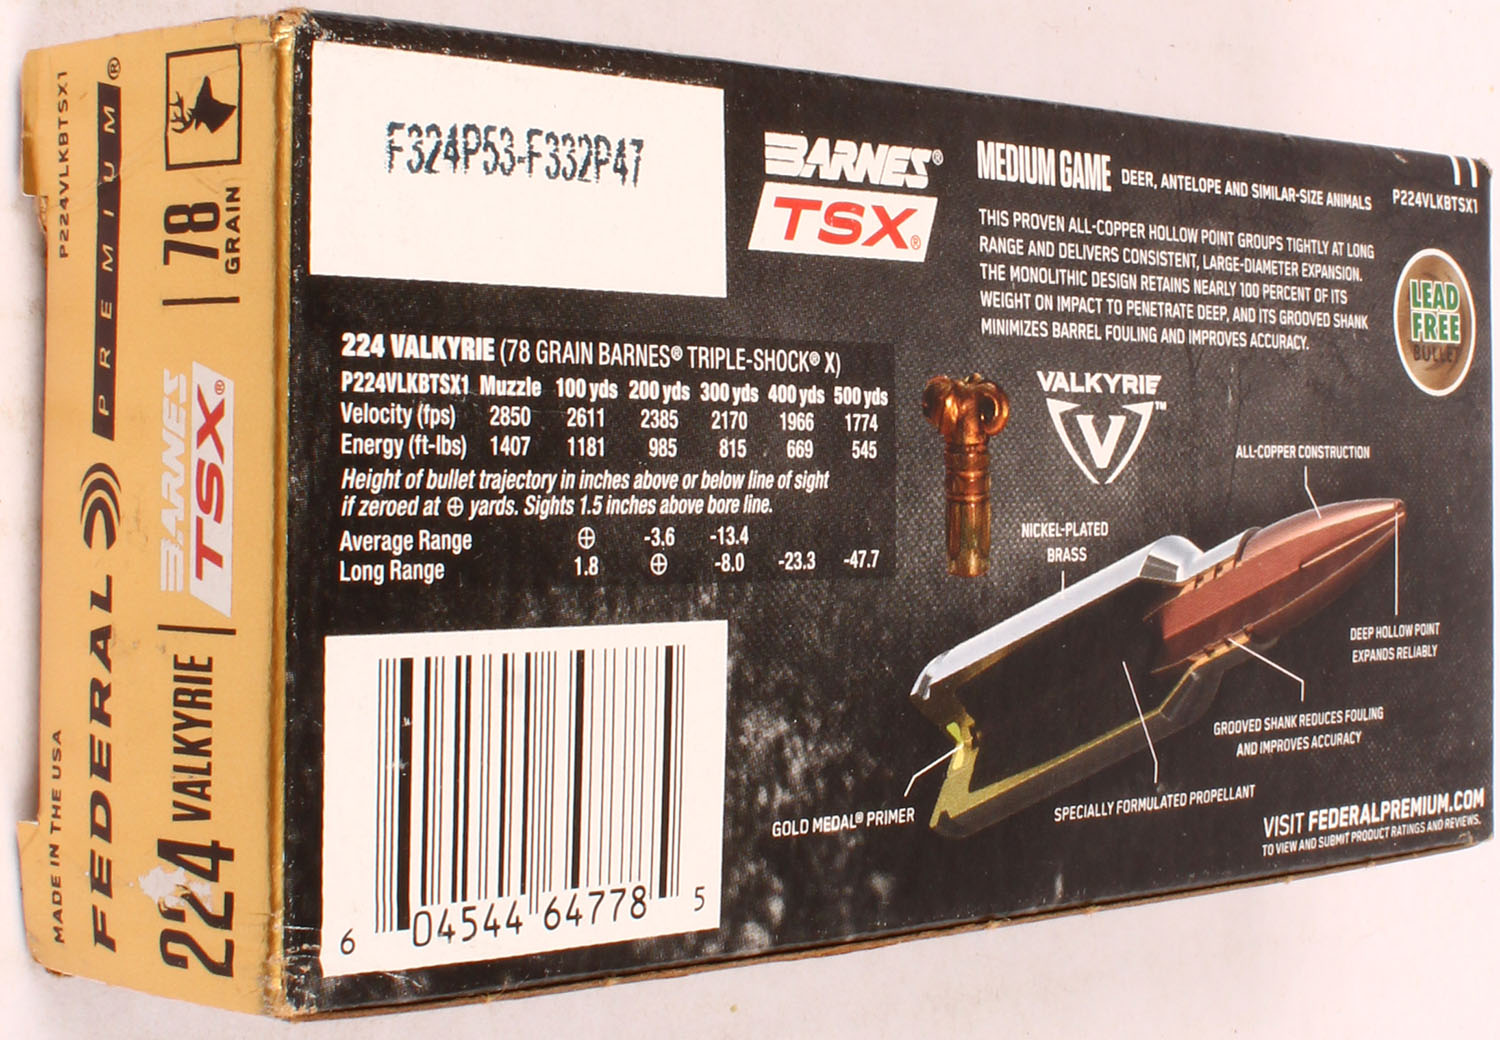 P224VLKBTSX1
MADE IN THE USA
FEDERAL PREMIUM®
224 VALKYRIE | BARNES TSX® | 78 GRAIN
F324P53-F332P47
BARNES®
TSX®
MEDIUM GAME DEER, ANTELOPE AND SIMILAR-SIZE ANIMALS
P224VLKBTSX1
THIS PROVEN ALL-COPPER HOLLOW POINT GROUPS TIGHTLY AT LONG
RANGE AND DELIVERS CONSISTENT, LARGE-DIAMETER EXPANSION.
THE MONOLITHIC DESIGN RETAINS NEARLY 100 PERCENT OF ITS
WEIGHT ON IMPACT TO PENETRATE DEEP, AND ITS GROOVED SHANK
MINIMIZES BARREL FOULING AND IMPROVES ACCURACY.
LEAD
FREE
BULLET
224 VALKYRIE (78 GRAIN BARNES® TRIPLE-SHOCK® X)
P224VLKBTSX1 Muzzle 100 yds 200 yds 300 yds 400 yds 500 yds
Velocity (fps) 2850 2611 2385 2170 1966 1774
Energy (ft-lbs) 1407 1181 985 815 669 545
Height of bullet trajectory in inches above or below line of sight
if zeroed at ⊕ yards. Sights 1.5 inches above bore line.
Average Range ⊕ -3.6 -13.4
Long Range 1.8 ⊕ -8.0 -23.3 -47.7
VALKYRIE
V™
ALL-COPPER CONSTRUCTION
NICKEL-PLATED
BRASS
DEEP HOLLOW POINT
EXPANDS RELIABLY
GROOVED SHANK REDUCES FOULING
AND IMPROVES ACCURACY
SPECIALLY FORMULATED PROPELLANT
GOLD MEDAL® PRIMER
VISIT FEDERALPREMIUM.COM
TO VIEW AND SUBMIT PRODUCT RATINGS AND REVIEWS.
6 04544 64778 5